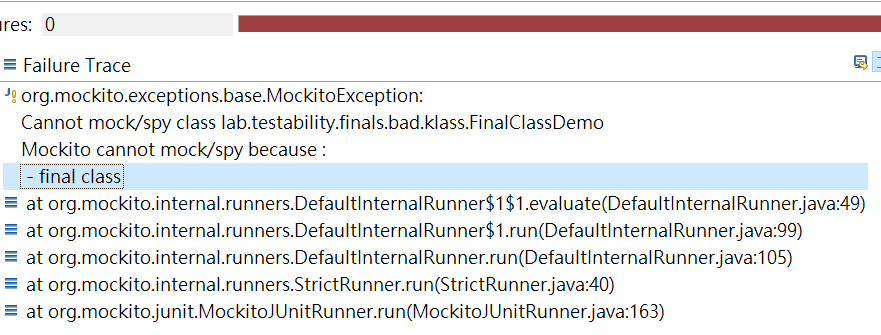 ures: 0
Failure Trace
org.mockito.exceptions.base.MockitoException:
Cannot mock/spy class lab.testability.finals.bad.klass.FinalClassDemo
Mockito cannot mock/spy because :
- final class
at org.mockito.internal.runners.DefaultInternalRunner$1$1.evaluate(DefaultInternalRunner.java:49)
at org.mockito.internal.runners.DefaultInternalRunner$1.run(DefaultInternalRunner.java:99)
at org.mockito.internal.runners.DefaultInternalRunner.run(DefaultInternalRunner.java:105)
at org.mockito.internal.runners.StrictRunner.run(StrictRunner.java:40)
at org.mockito.junit.MockitoJUnitRunner.run(MockitoJUnitRunner.java:163)